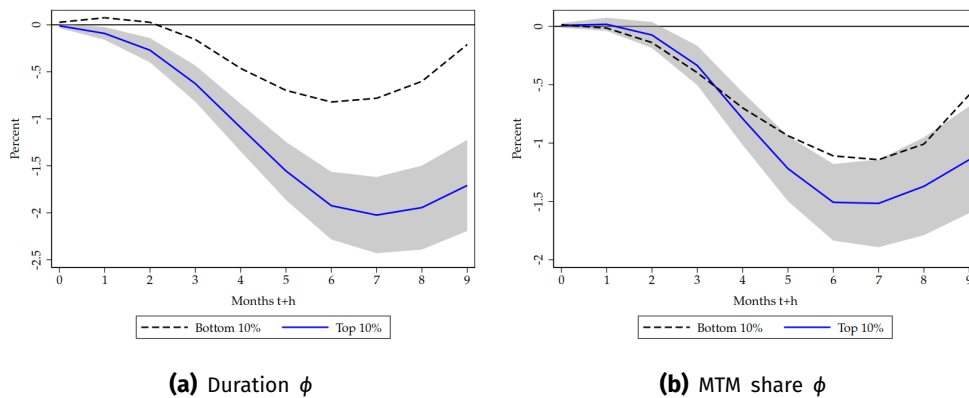 0
-.5
-1
-1.5
-2
-2.5
Percent
0 1 2 3 4 5 6 7 8 9
Months t+h
Bottom 10% Top 10%
(a) Duration ϕ
0
-.5
-1
-1.5
-2
Percent
0 1 2 3 4 5 6 7 8 9
Months t+h
Bottom 10% Top 10%
(b) MTM share ϕ